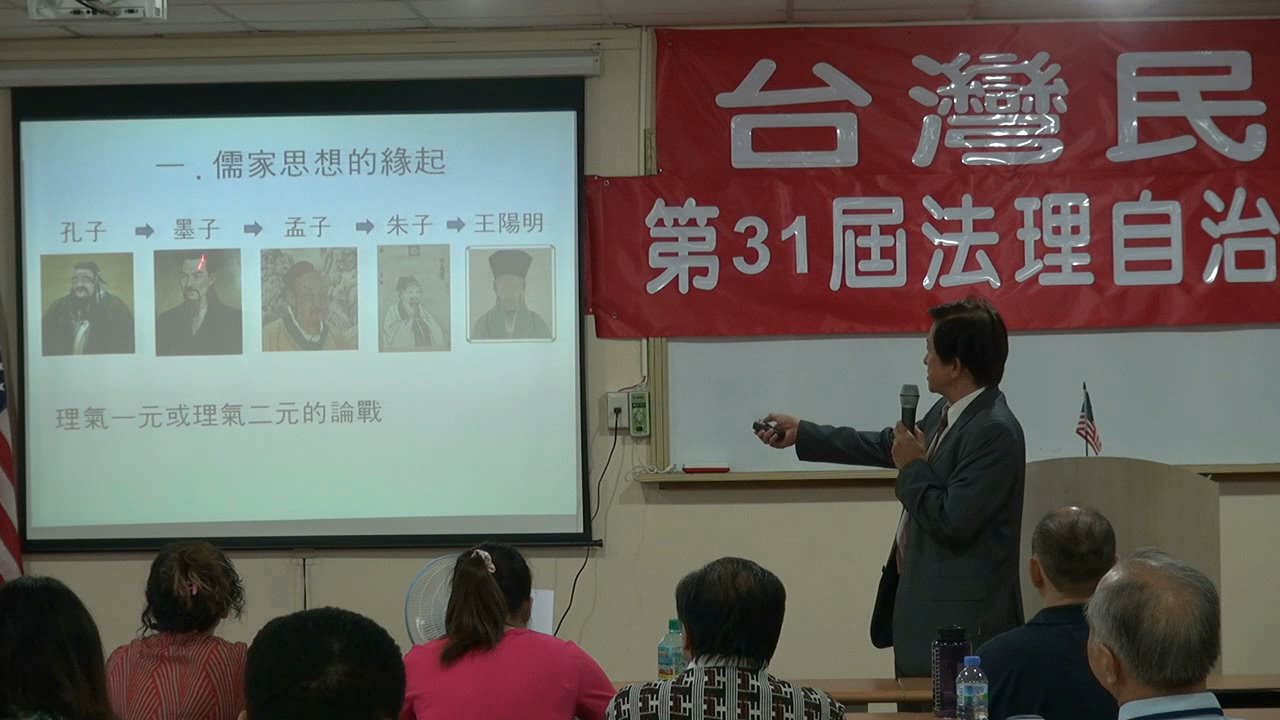 一．儒家思想的緣起
孔子 ➡ 墨子 ➡ 孟子 ➡ 朱子 ➡ 王陽明
理氣一元或理氣二元的論戰
台灣民
第31屆法理自治